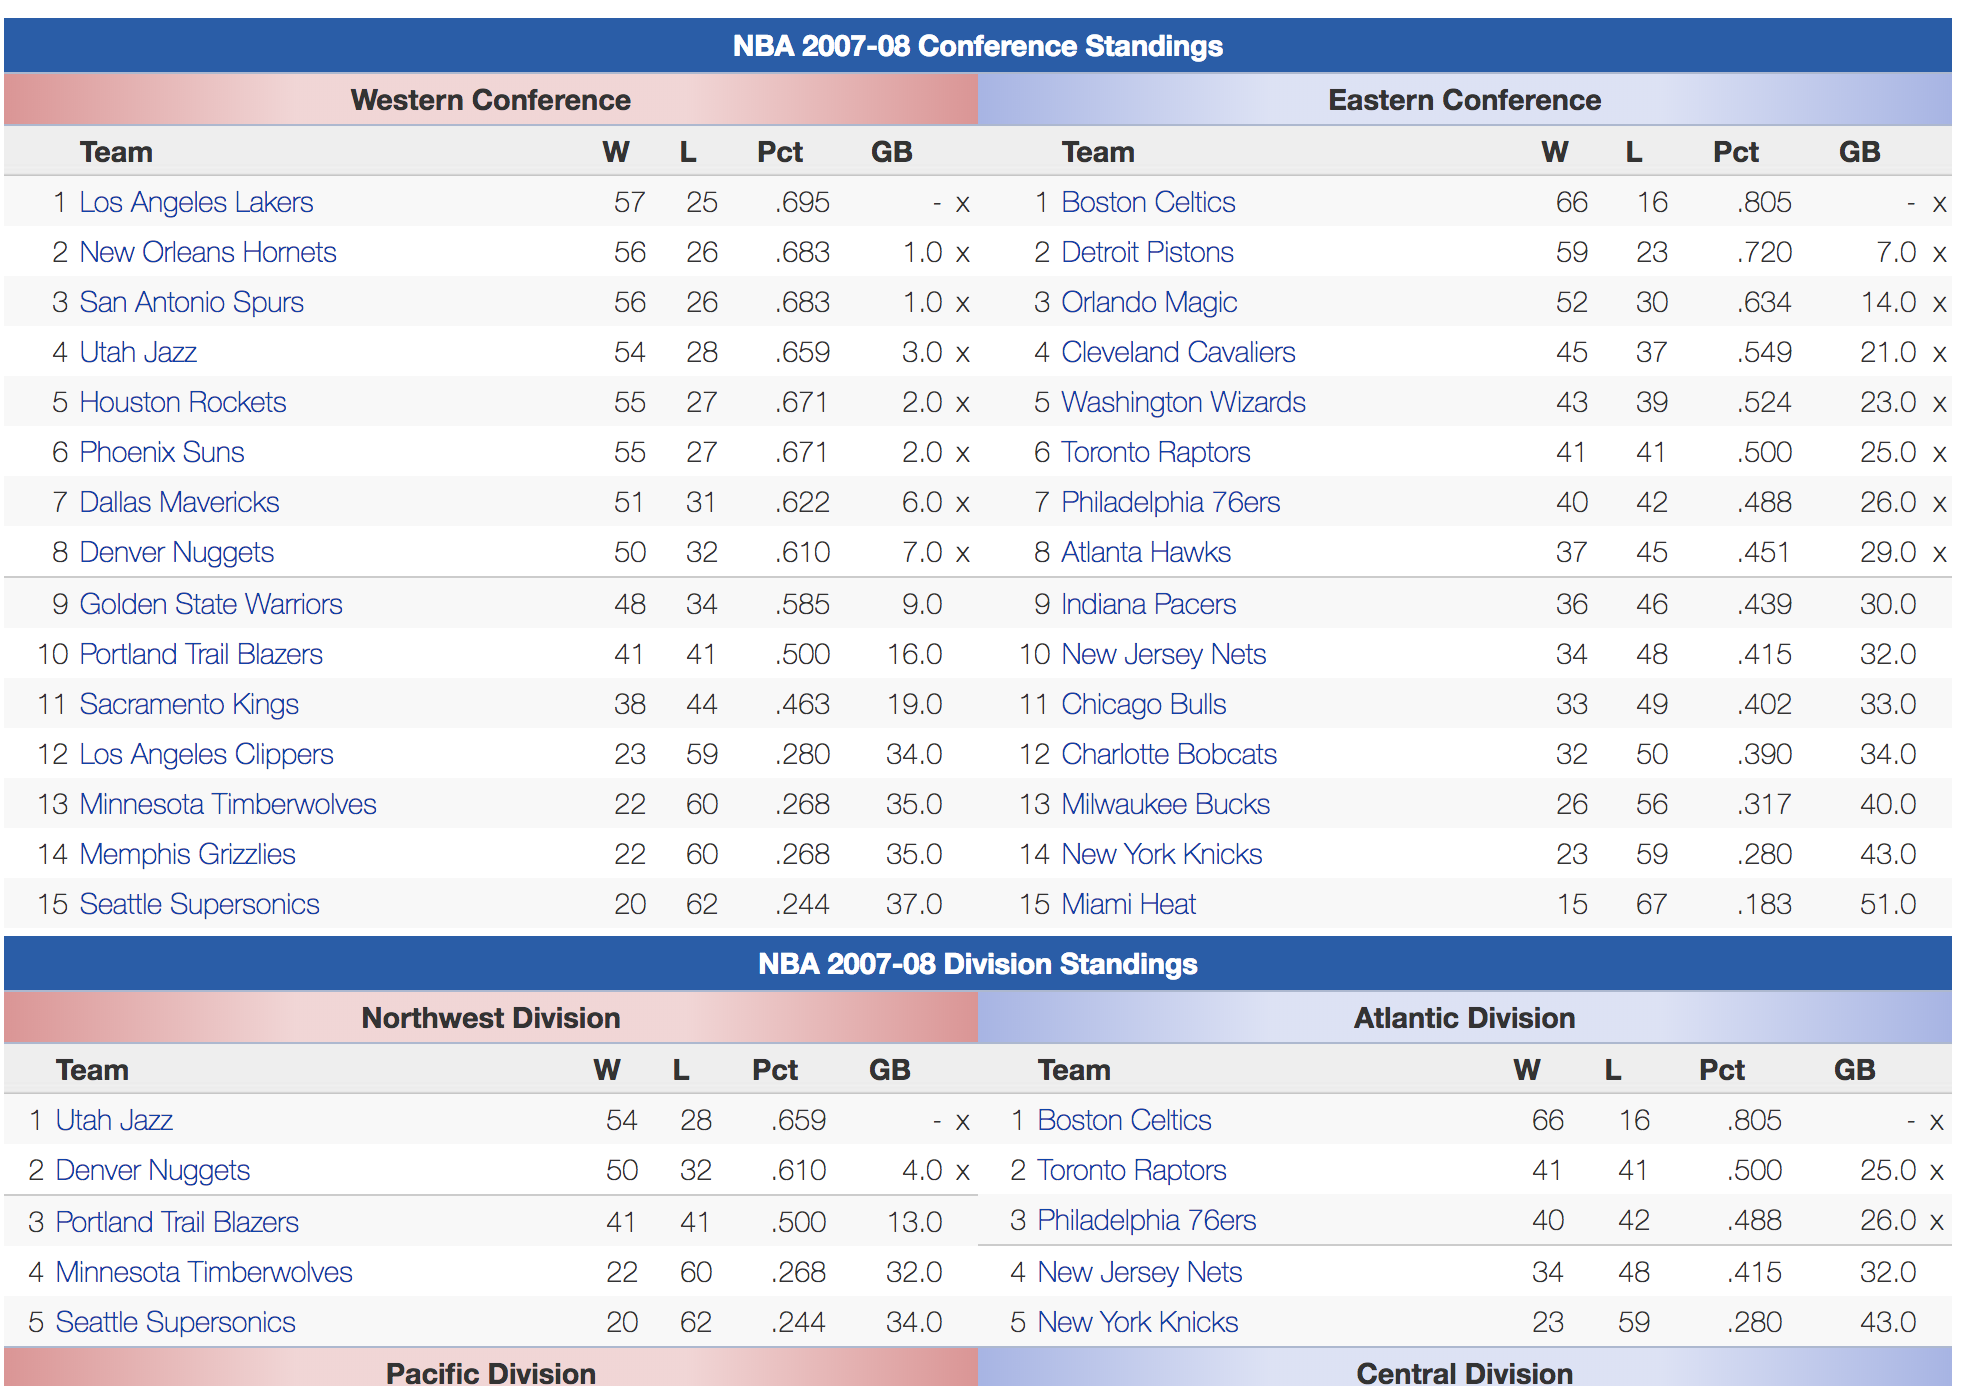 NBA 2007-08 Conference Standings
Western Conference Eastern Conference
Team W L Pct GB Team W L Pct GB
1 Los Angeles Lakers 57 25 .695 - x 1 Boston Celtics 66 16 .805 - x
2 New Orleans Hornets 56 26 .683 1.0 x 2 Detroit Pistons 59 23 .720 7.0 x
3 San Antonio Spurs 56 26 .683 1.0 x 3 Orlando Magic 52 30 .634 14.0 x
4 Utah Jazz 54 28 .659 3.0 x 4 Cleveland Cavaliers 45 37 .549 21.0 x
5 Houston Rockets 55 27 .671 2.0 x 5 Washington Wizards 43 39 .524 23.0 x
6 Phoenix Suns 55 27 .671 2.0 x 6 Toronto Raptors 41 41 .500 25.0 x
7 Dallas Mavericks 51 31 .622 6.0 x 7 Philadelphia 76ers 40 42 .488 26.0 x
8 Denver Nuggets 50 32 .610 7.0 x 8 Atlanta Hawks 37 45 .451 29.0 x
9 Golden State Warriors 48 34 .585 9.0 9 Indiana Pacers 36 46 .439 30.0
10 Portland Trail Blazers 41 41 .500 16.0 10 New Jersey Nets 34 48 .415 32.0
11 Sacramento Kings 38 44 .463 19.0 11 Chicago Bulls 33 49 .402 33.0
12 Los Angeles Clippers 23 59 .280 34.0 12 Charlotte Bobcats 32 50 .390 34.0
13 Minnesota Timberwolves 22 60 .268 35.0 13 Milwaukee Bucks 26 56 .317 40.0
14 Memphis Grizzlies 22 60 .268 35.0 14 New York Knicks 23 59 .280 43.0
15 Seattle Supersonics 20 62 .244 37.0 15 Miami Heat 15 67 .183 51.0
NBA 2007-08 Division Standings
Northwest Division Atlantic Division
Team W L Pct GB Team W L Pct GB
1 Utah Jazz 54 28 .659 - x 1 Boston Celtics 66 16 .805 - x
2 Denver Nuggets 50 32 .610 4.0 x 2 Toronto Raptors 41 41 .500 25.0 x
3 Portland Trail Blazers 41 41 .500 13.0 3 Philadelphia 76ers 40 42 .488 26.0 x
4 Minnesota Timberwolves 22 60 .268 32.0 4 New Jersey Nets 34 48 .415 32.0
5 Seattle Supersonics 20 62 .244 34.0 5 New York Knicks 23 59 .280 43.0
Pacific Division Central Division